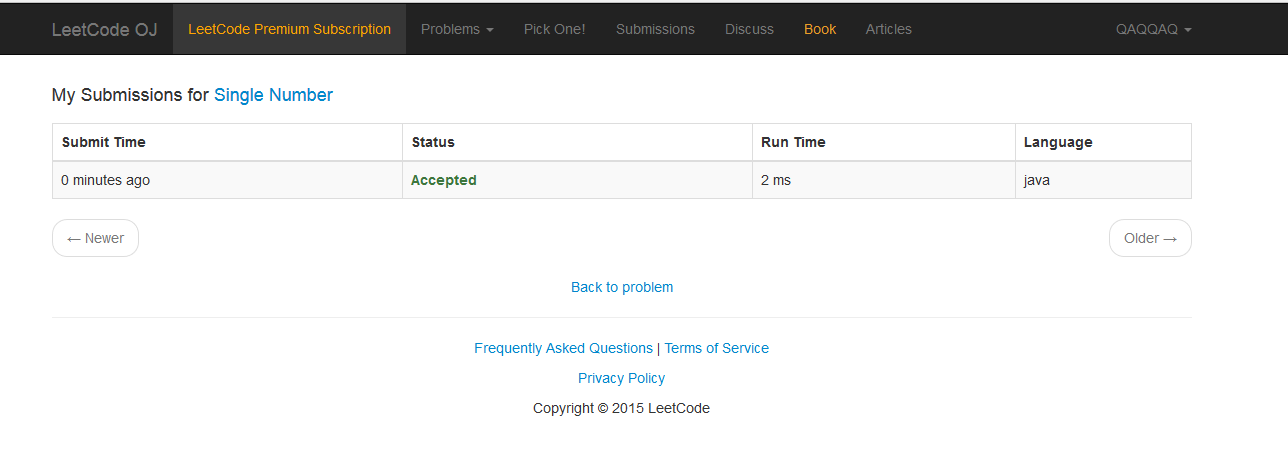 LeetCode OJ LeetCode Premium Subscription Problems Pick One! Submissions Discuss Book Articles QAQQAQ
My Submissions for Single Number
Submit Time Status Run Time Language
0 minutes ago Accepted 2 ms java
← Newer Older →
Back to problem
Frequently Asked Questions | Terms of Service
Privacy Policy
Copyright © 2015 LeetCode